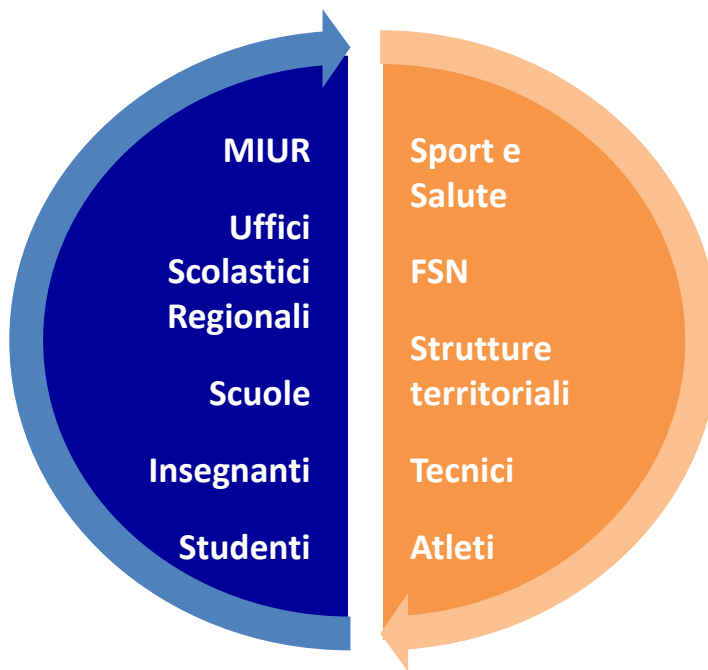 MIUR
Uffici
Scolastici
Regionali
Scuole
Insegnanti
Studenti
Sport e
Salute
FSN
Strutture
territoriali
Tecnici
Atleti